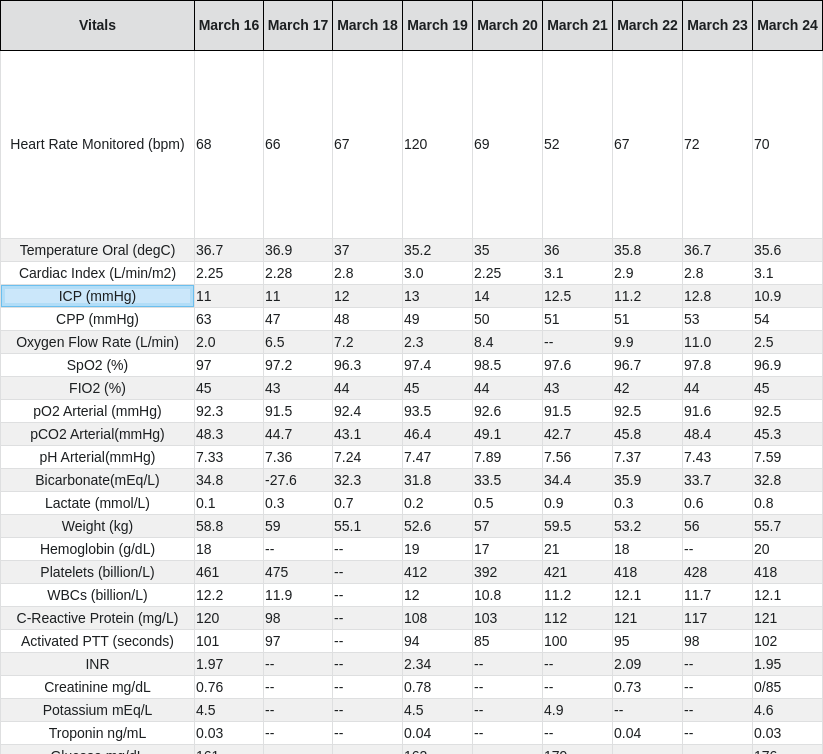 Vitals March 16 March 17 March 18 March 19 March 20 March 21 March 22 March 23 March 24
Heart Rate Monitored (bpm) 68 66 67 120 69 52 67 72 70
Temperature Oral (degC) 36.7 36.9 37 35.2 35 36 35.8 36.7 35.6
Cardiac Index (L/min/m2) 2.25 2.28 2.8 3.0 2.25 3.1 2.9 2.8 3.1
ICP (mmHg) 11 11 12 13 14 12.5 11.2 12.8 10.9
CPP (mmHg) 63 47 48 49 50 51 51 53 54
Oxygen Flow Rate (L/min) 2.0 6.5 7.2 2.3 8.4 -- 9.9 11.0 2.5
SpO2 (%) 97 97.2 96.3 97.4 98.5 97.6 96.7 97.8 96.9
FIO2 (%) 45 43 44 45 44 43 42 44 45
pO2 Arterial (mmHg) 92.3 91.5 92.4 93.5 92.6 91.5 92.5 91.6 92.5
pCO2 Arterial(mmHg) 48.3 44.7 43.1 46.4 49.1 42.7 45.8 48.4 45.3
pH Arterial(mmHg) 7.33 7.36 7.24 7.47 7.89 7.56 7.37 7.43 7.59
Bicarbonate(mEq/L) 34.8 -27.6 32.3 31.8 33.5 34.4 35.9 33.7 32.8
Lactate (mmol/L) 0.1 0.3 0.7 0.2 0.5 0.9 0.3 0.6 0.8
Weight (kg) 58.8 59 55.1 52.6 57 59.5 53.2 56 55.7
Hemoglobin (g/dL) 18 -- -- 19 17 21 18 -- 20
Platelets (billion/L) 461 475 -- 412 392 421 418 428 418
WBCs (billion/L) 12.2 11.9 -- 12 10.8 11.2 12.1 11.7 12.1
C-Reactive Protein (mg/L) 120 98 -- 108 103 112 121 117 121
Activated PTT (seconds) 101 97 -- 94 85 100 95 98 102
INR 1.97 -- -- 2.34 -- -- 2.09 -- 1.95
Creatinine mg/dL 0.76 -- -- 0.78 -- -- 0.73 -- 0/85
Potassium mEq/L 4.5 -- -- 4.5 -- 4.9 -- -- 4.6
Troponin ng/mL 0.03 -- -- 0.04 -- -- 0.04 -- 0.03